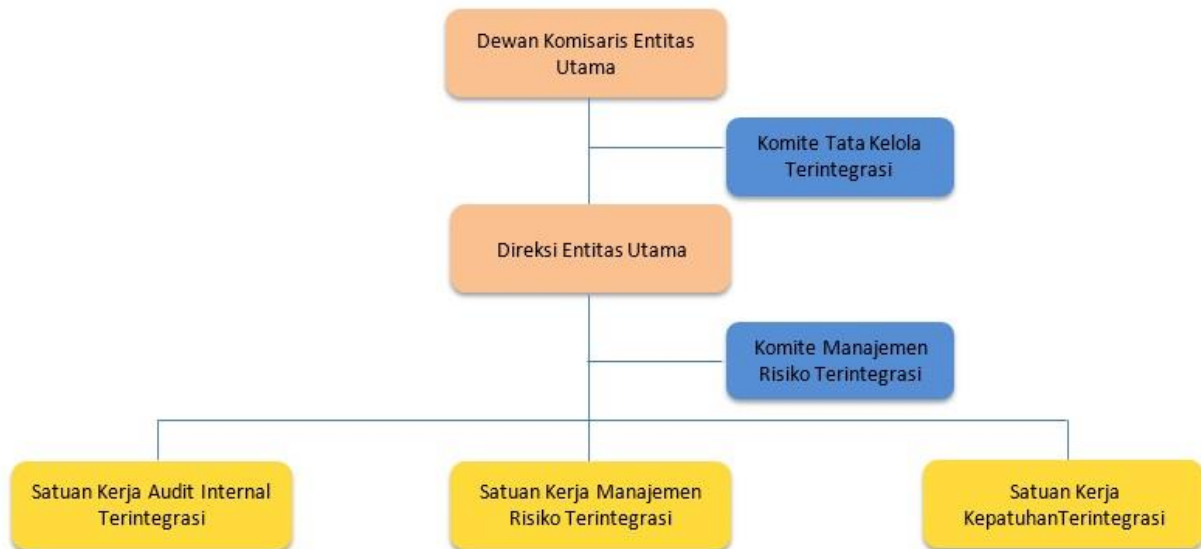 Dewan Komisaris Entitas
Utama
Komite Tata Kelola
Terintegrasi
Direksi Entitas Utama
Komite Manajemen
Risiko Terintegrasi
Satuan Kerja Audit Internal
Terintegrasi
Satuan Kerja Manajemen
Risiko Terintegrasi
Satuan Kerja
KepatuhanTerintegrasi